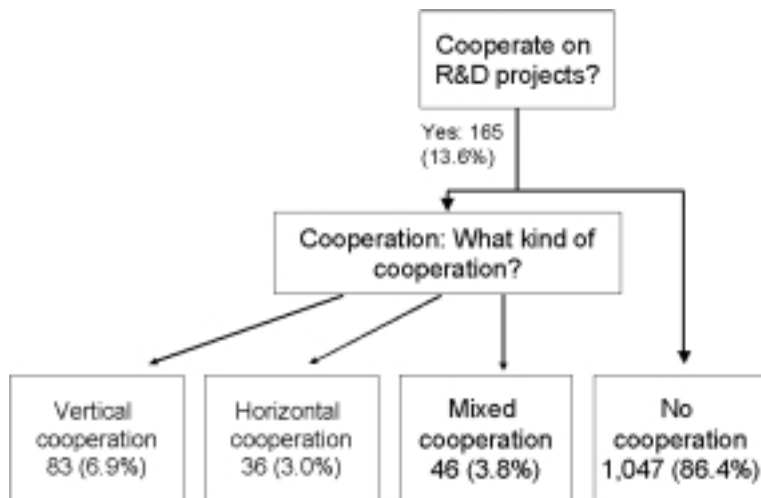 Cooperate on
R&D projects?
Yes: 165
(13.6%)
Cooperation: What kind of
cooperation?
Vertical
cooperation
83 (6.9%)
Horizontal
cooperation
36 (3.0%)
Mixed
cooperation
46 (3.8%)
No
cooperation
1,047 (86.4%)